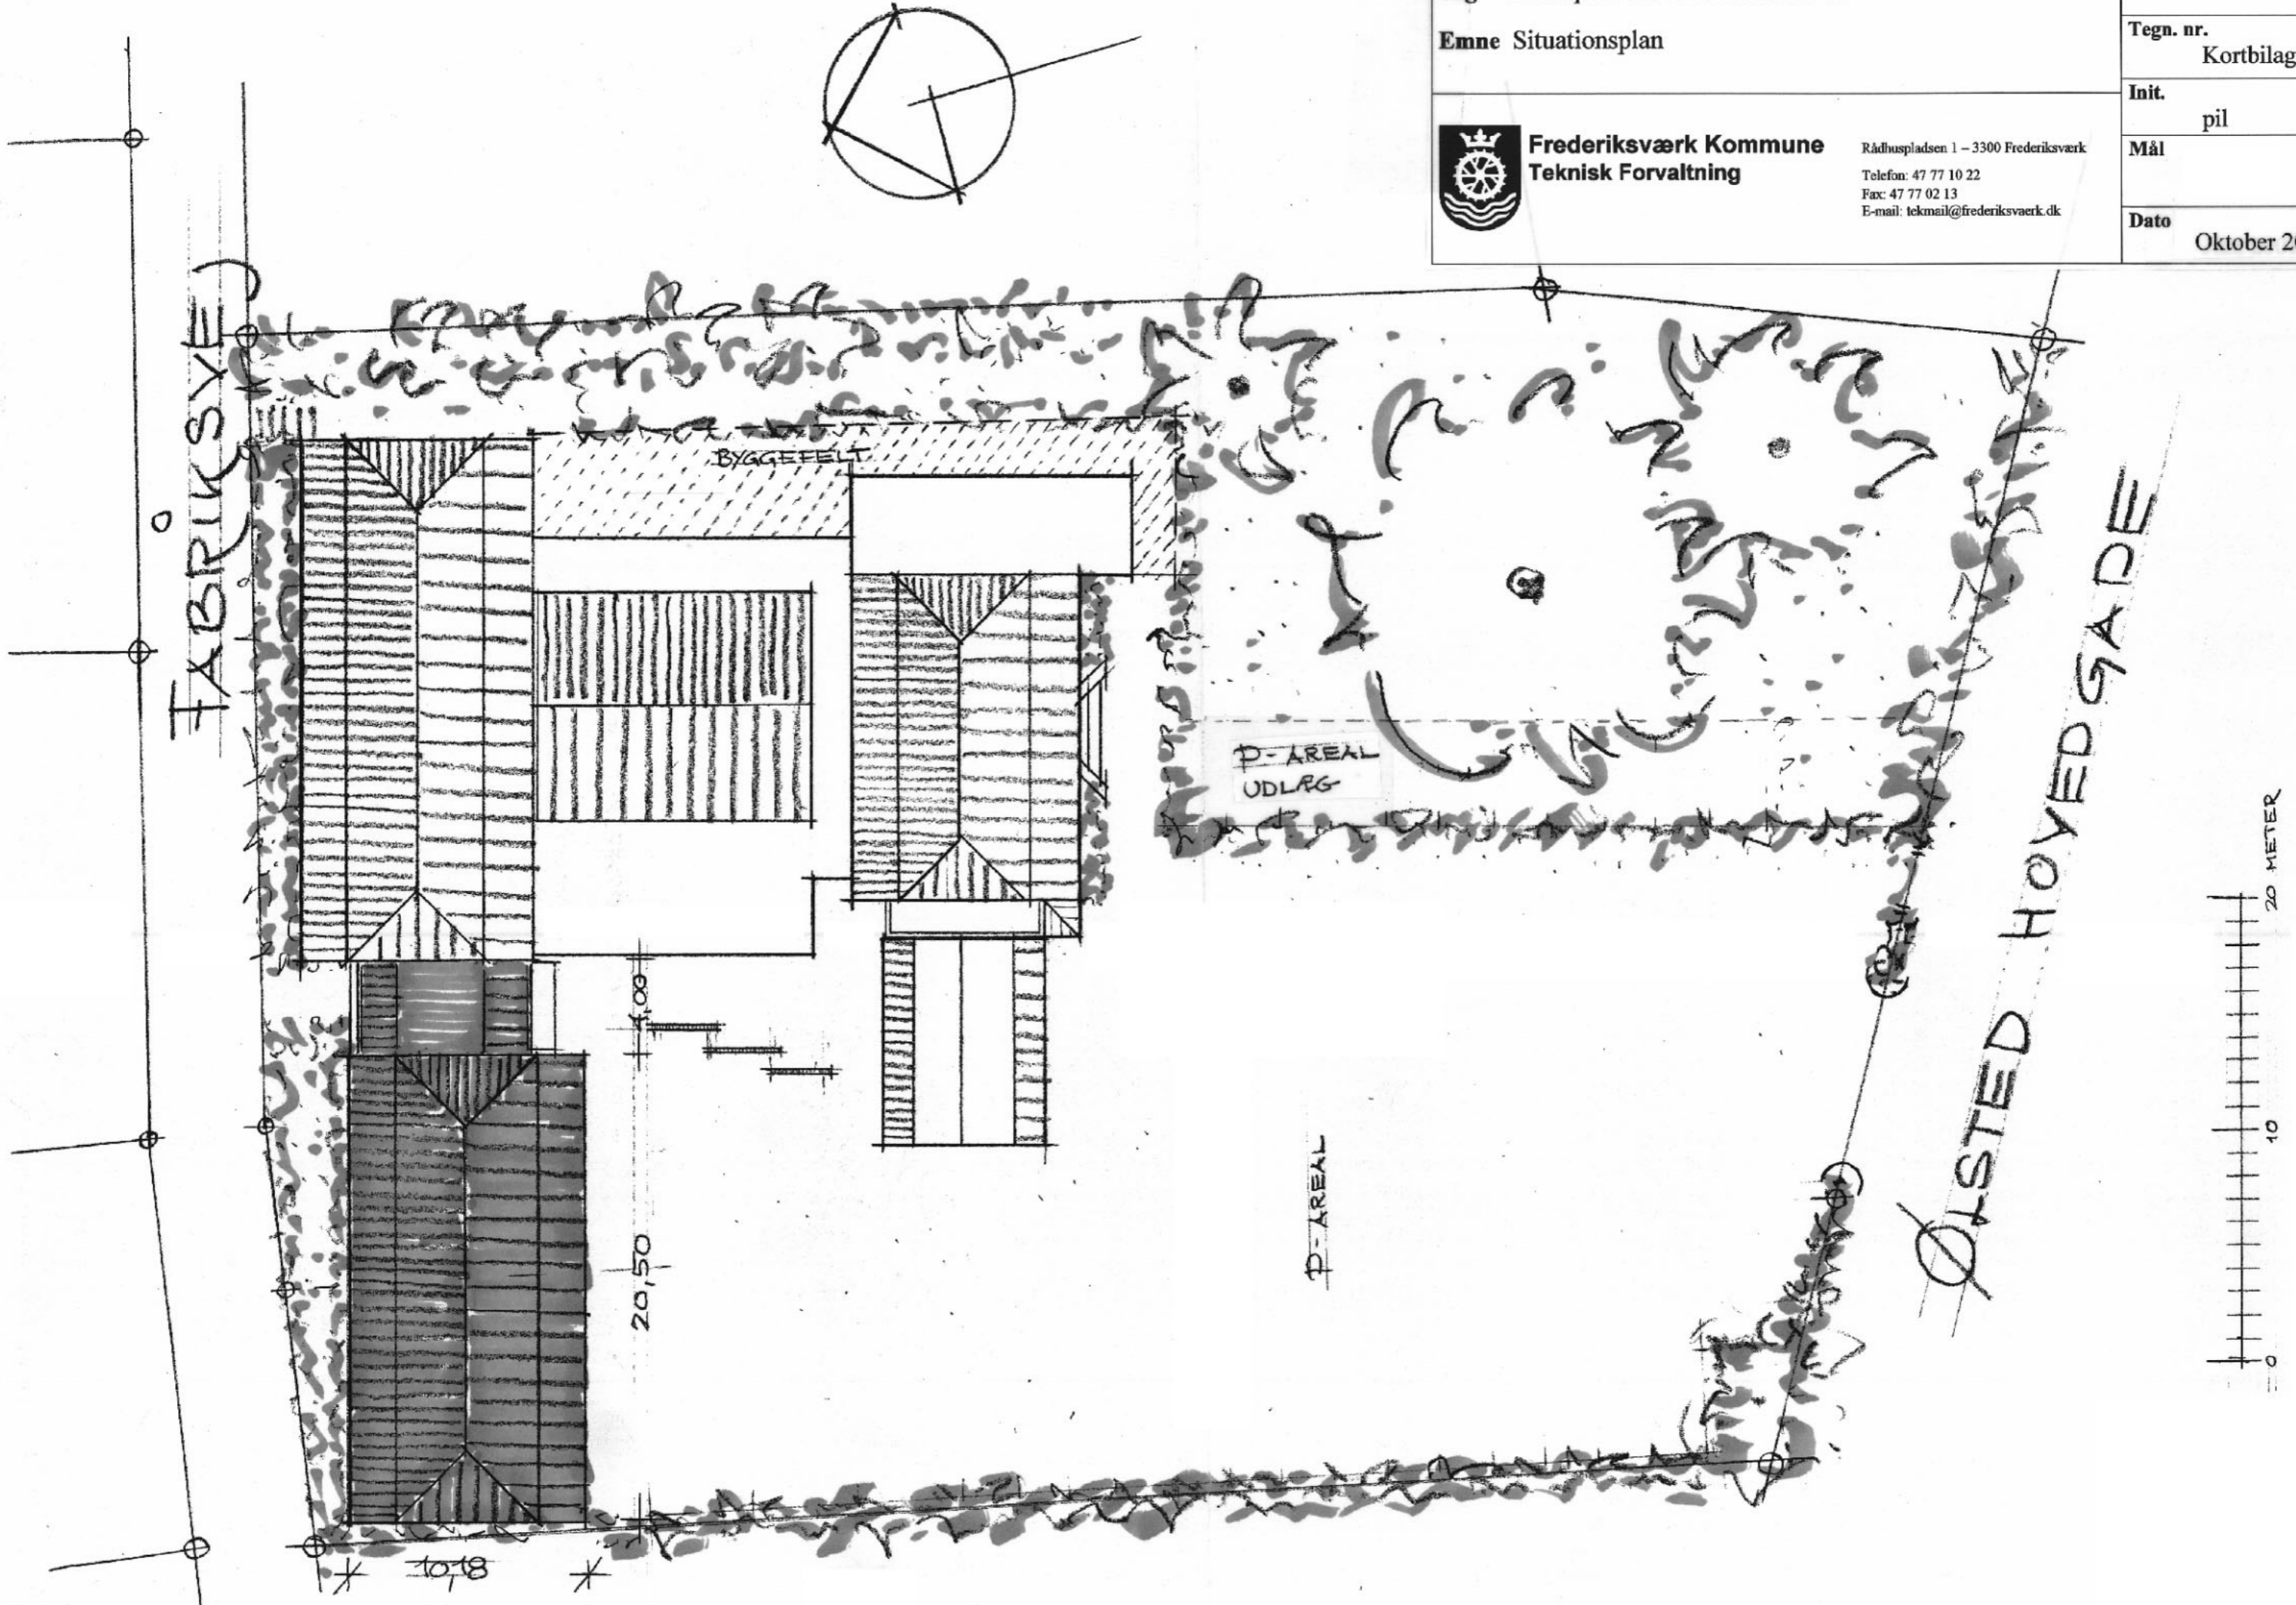 Emne Situationsplan
Tegn. nr.
Kortbilag
Init.
pil
Mål
Dato
Oktober 2
Frederiksværk Kommune
Teknisk Forvaltning
Rådhuspladsen 1 – 3300 Frederiksværk
Telefon: 47 77 10 22
Fax: 47 77 02 13
E-mail: tekmail@frederiksvaerk.dk
FABRIKSVEJ
BYGGEFELT
P-AREAL
UDLÆG
ØLSTED HOVEDGADE
20 METER
10
0
4,00
20,50
P-AREAL
10,18